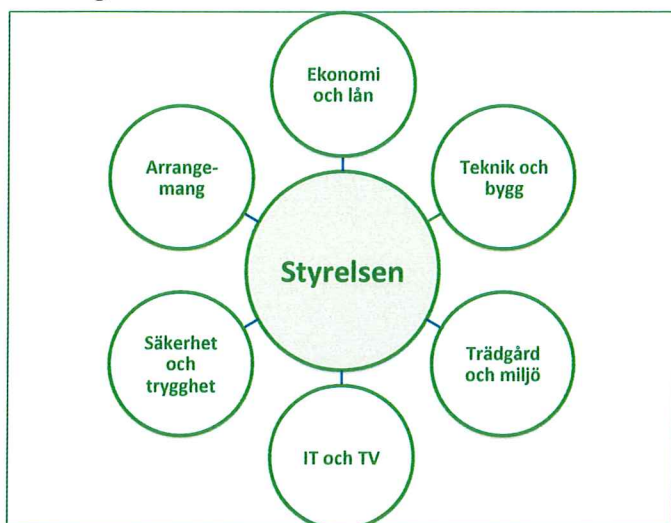 Ekonomi
och lån
Arrange-
mang
Teknik och
bygg
Styrelsen
Säkerhet
och
trygghet
Trädgård
och miljö
IT och TV